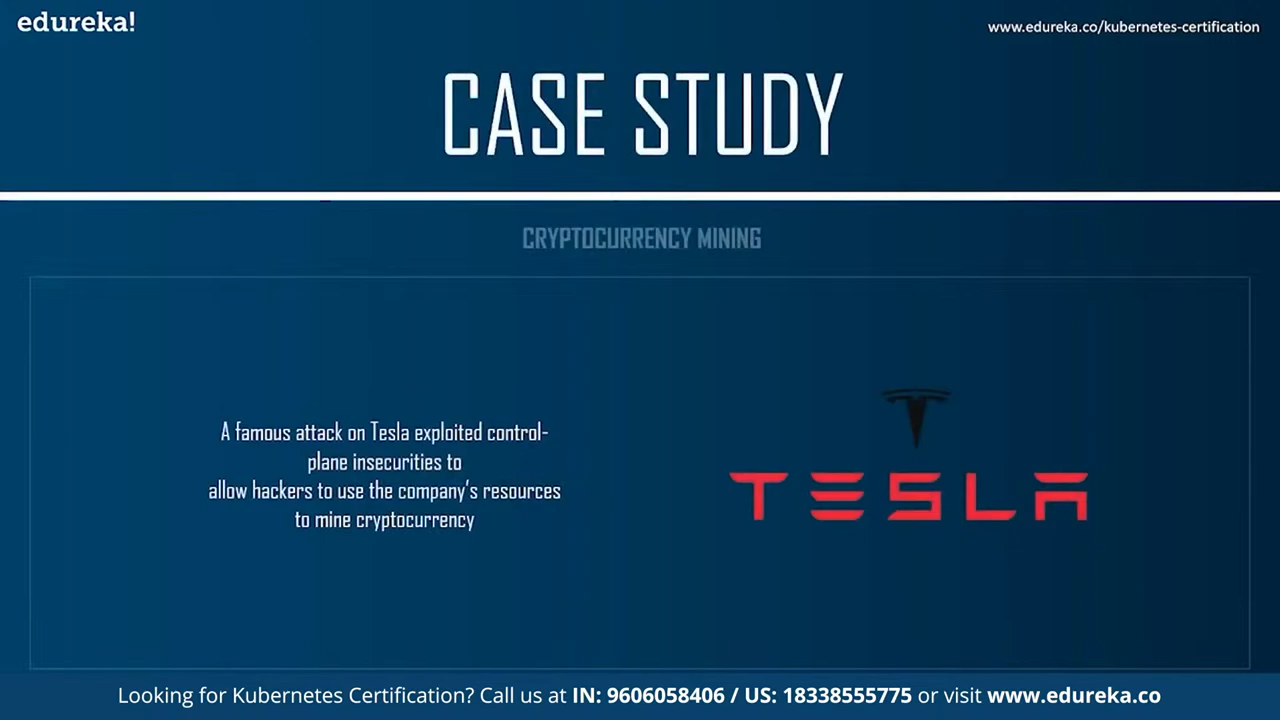 edureka!
www.edureka.co/kubernetes-certification
CASE STUDY
CRYPTOCURRENCY MINING
A famous attack on Tesla exploited control-
plane insecurities to
allow hackers to use the company's resources
to mine cryptocurrency
TESLA
Looking for Kubernetes Certification? Call us at IN: 9606058406 / US: 18338555775 or visit www.edureka.co